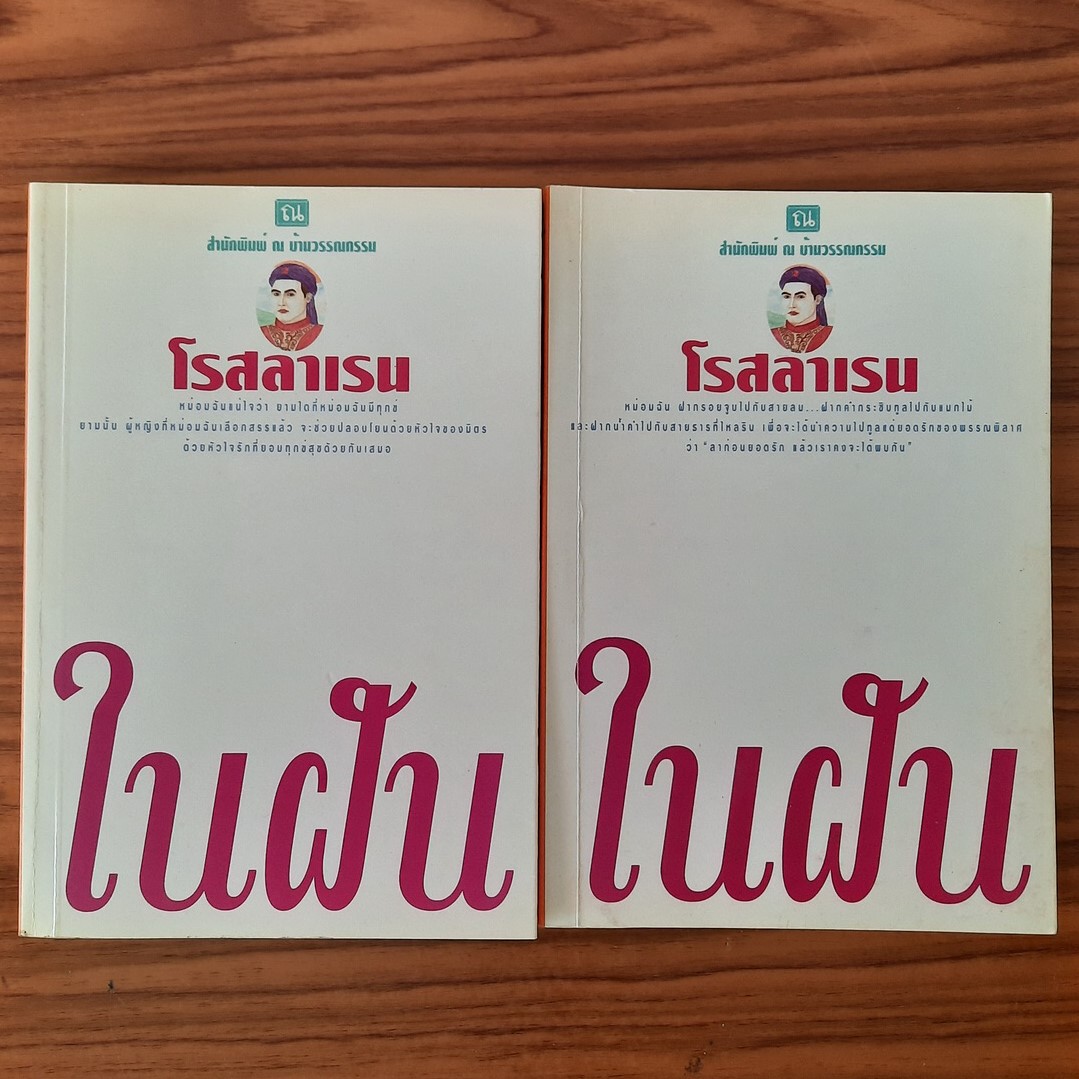 ณ
สำนักพิมพ์ ณ บ้านวรรณกรรม
โรสลาเรน
หม่อมฉันแน่ใจว่า ยามใดที่หม่อมฉันมีทุกข์
ยามนั้น ผู้หญิงที่หม่อมฉันเลือกสรรแล้ว จะช่วยปลอบโยนด้วยหัวใจของมิตร
ด้วยหัวใจรักที่ยอมทุกข์สุขด้วยกันเสมอ
ในฝัน
ณ
สำนักพิมพ์ ณ บ้านวรรณกรรม
โรสลาเรน
หม่อมฉัน ฝากรอยจูบไปกับสายลม...ฝากคำกระซิบทูลไปกับแมกไม้
และฝากน้ำคำไปกับสายธารที่ไหลริน เพื่อจะได้นำความไปทูลแด่ยอดรักของพรรณพิลาศ
ว่า "ลาก่อนยอดรัก แล้วเราคงจะได้พบกัน"
ในฝัน